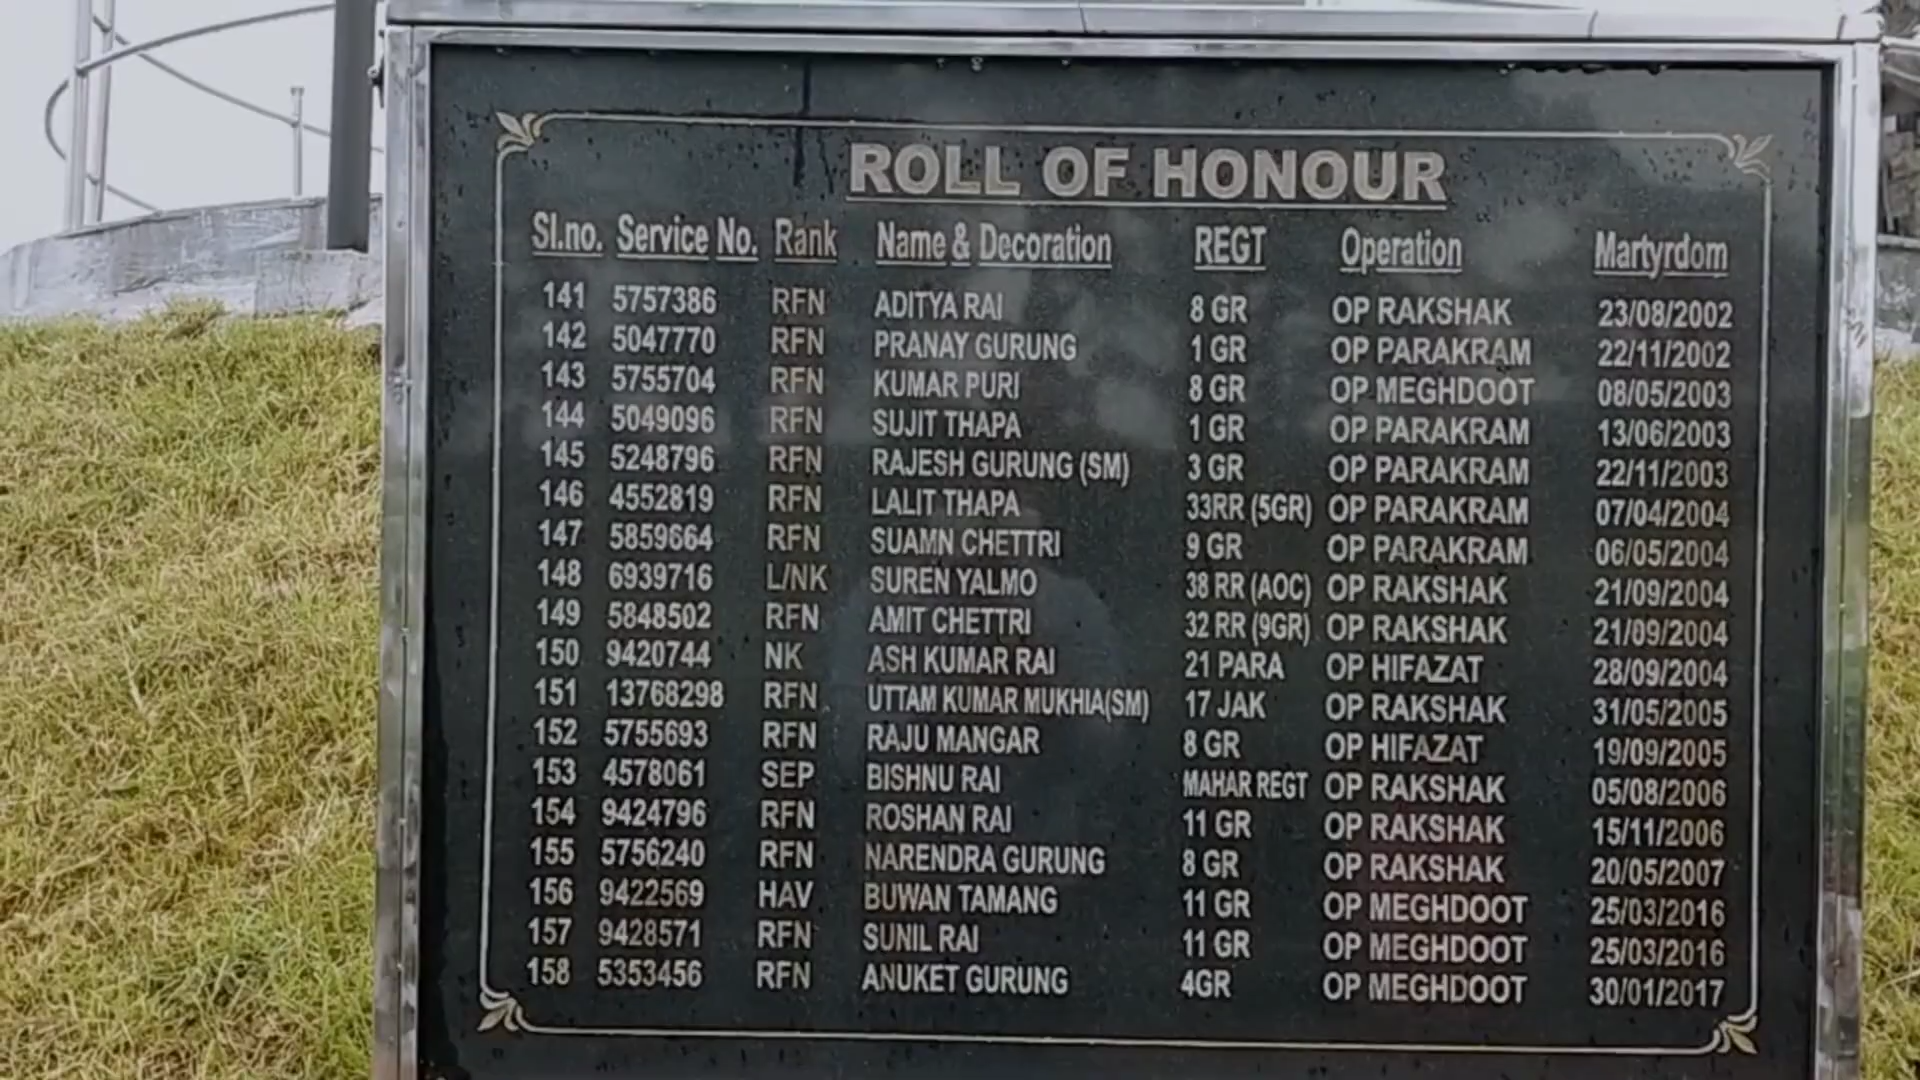 ROLL OF HONOUR
Sl.no. Service No. Rank Name & Decoration REGT Operation Martyrdom
141 5757386 RFN ADITYA RAI 8 GR OP RAKSHAK 23/08/2002
142 5047770 RFN PRANAY GURUNG 1 GR OP PARAKRAM 22/11/2002
143 5755704 RFN KUMAR PURI 8 GR OP MEGHDOOT 08/05/2003
144 5049096 RFN SUJIT THAPA 1 GR OP PARAKRAM 13/06/2003
145 5248796 RFN RAJESH GURUNG (SM) 3 GR OP PARAKRAM 22/11/2003
146 4552819 RFN LALIT THAPA 33RR (5GR) OP PARAKRAM 07/04/2004
147 5859664 RFN SUAMN CHETTRI 9 GR OP PARAKRAM 06/05/2004
148 6939716 L/NK SUREN YALMO 38 RR (AOC) OP RAKSHAK 21/09/2004
149 5848502 RFN AMIT CHETTRI 32 RR (9GR) OP RAKSHAK 21/09/2004
150 9420744 NK ASH KUMAR RAI 21 PARA OP HIFAZAT 28/09/2004
151 13768298 RFN UTTAM KUMAR MUKHIA(SM) 17 JAK OP RAKSHAK 31/05/2005
152 5755693 RFN RAJU MANGAR 8 GR OP HIFAZAT 19/09/2005
153 4578061 SEP BISHNU RAI MAHAR REGT OP RAKSHAK 05/08/2006
154 9424796 RFN ROSHAN RAI 11 GR OP RAKSHAK 15/11/2006
155 5756240 RFN NARENDRA GURUNG 8 GR OP RAKSHAK 20/05/2007
156 9422569 HAV BUWAN TAMANG 11 GR OP MEGHDOOT 25/03/2016
157 9428571 RFN SUNIL RAI 11 GR OP MEGHDOOT 25/03/2016
158 5353456 RFN ANUKET GURUNG 4GR OP MEGHDOOT 30/01/2017